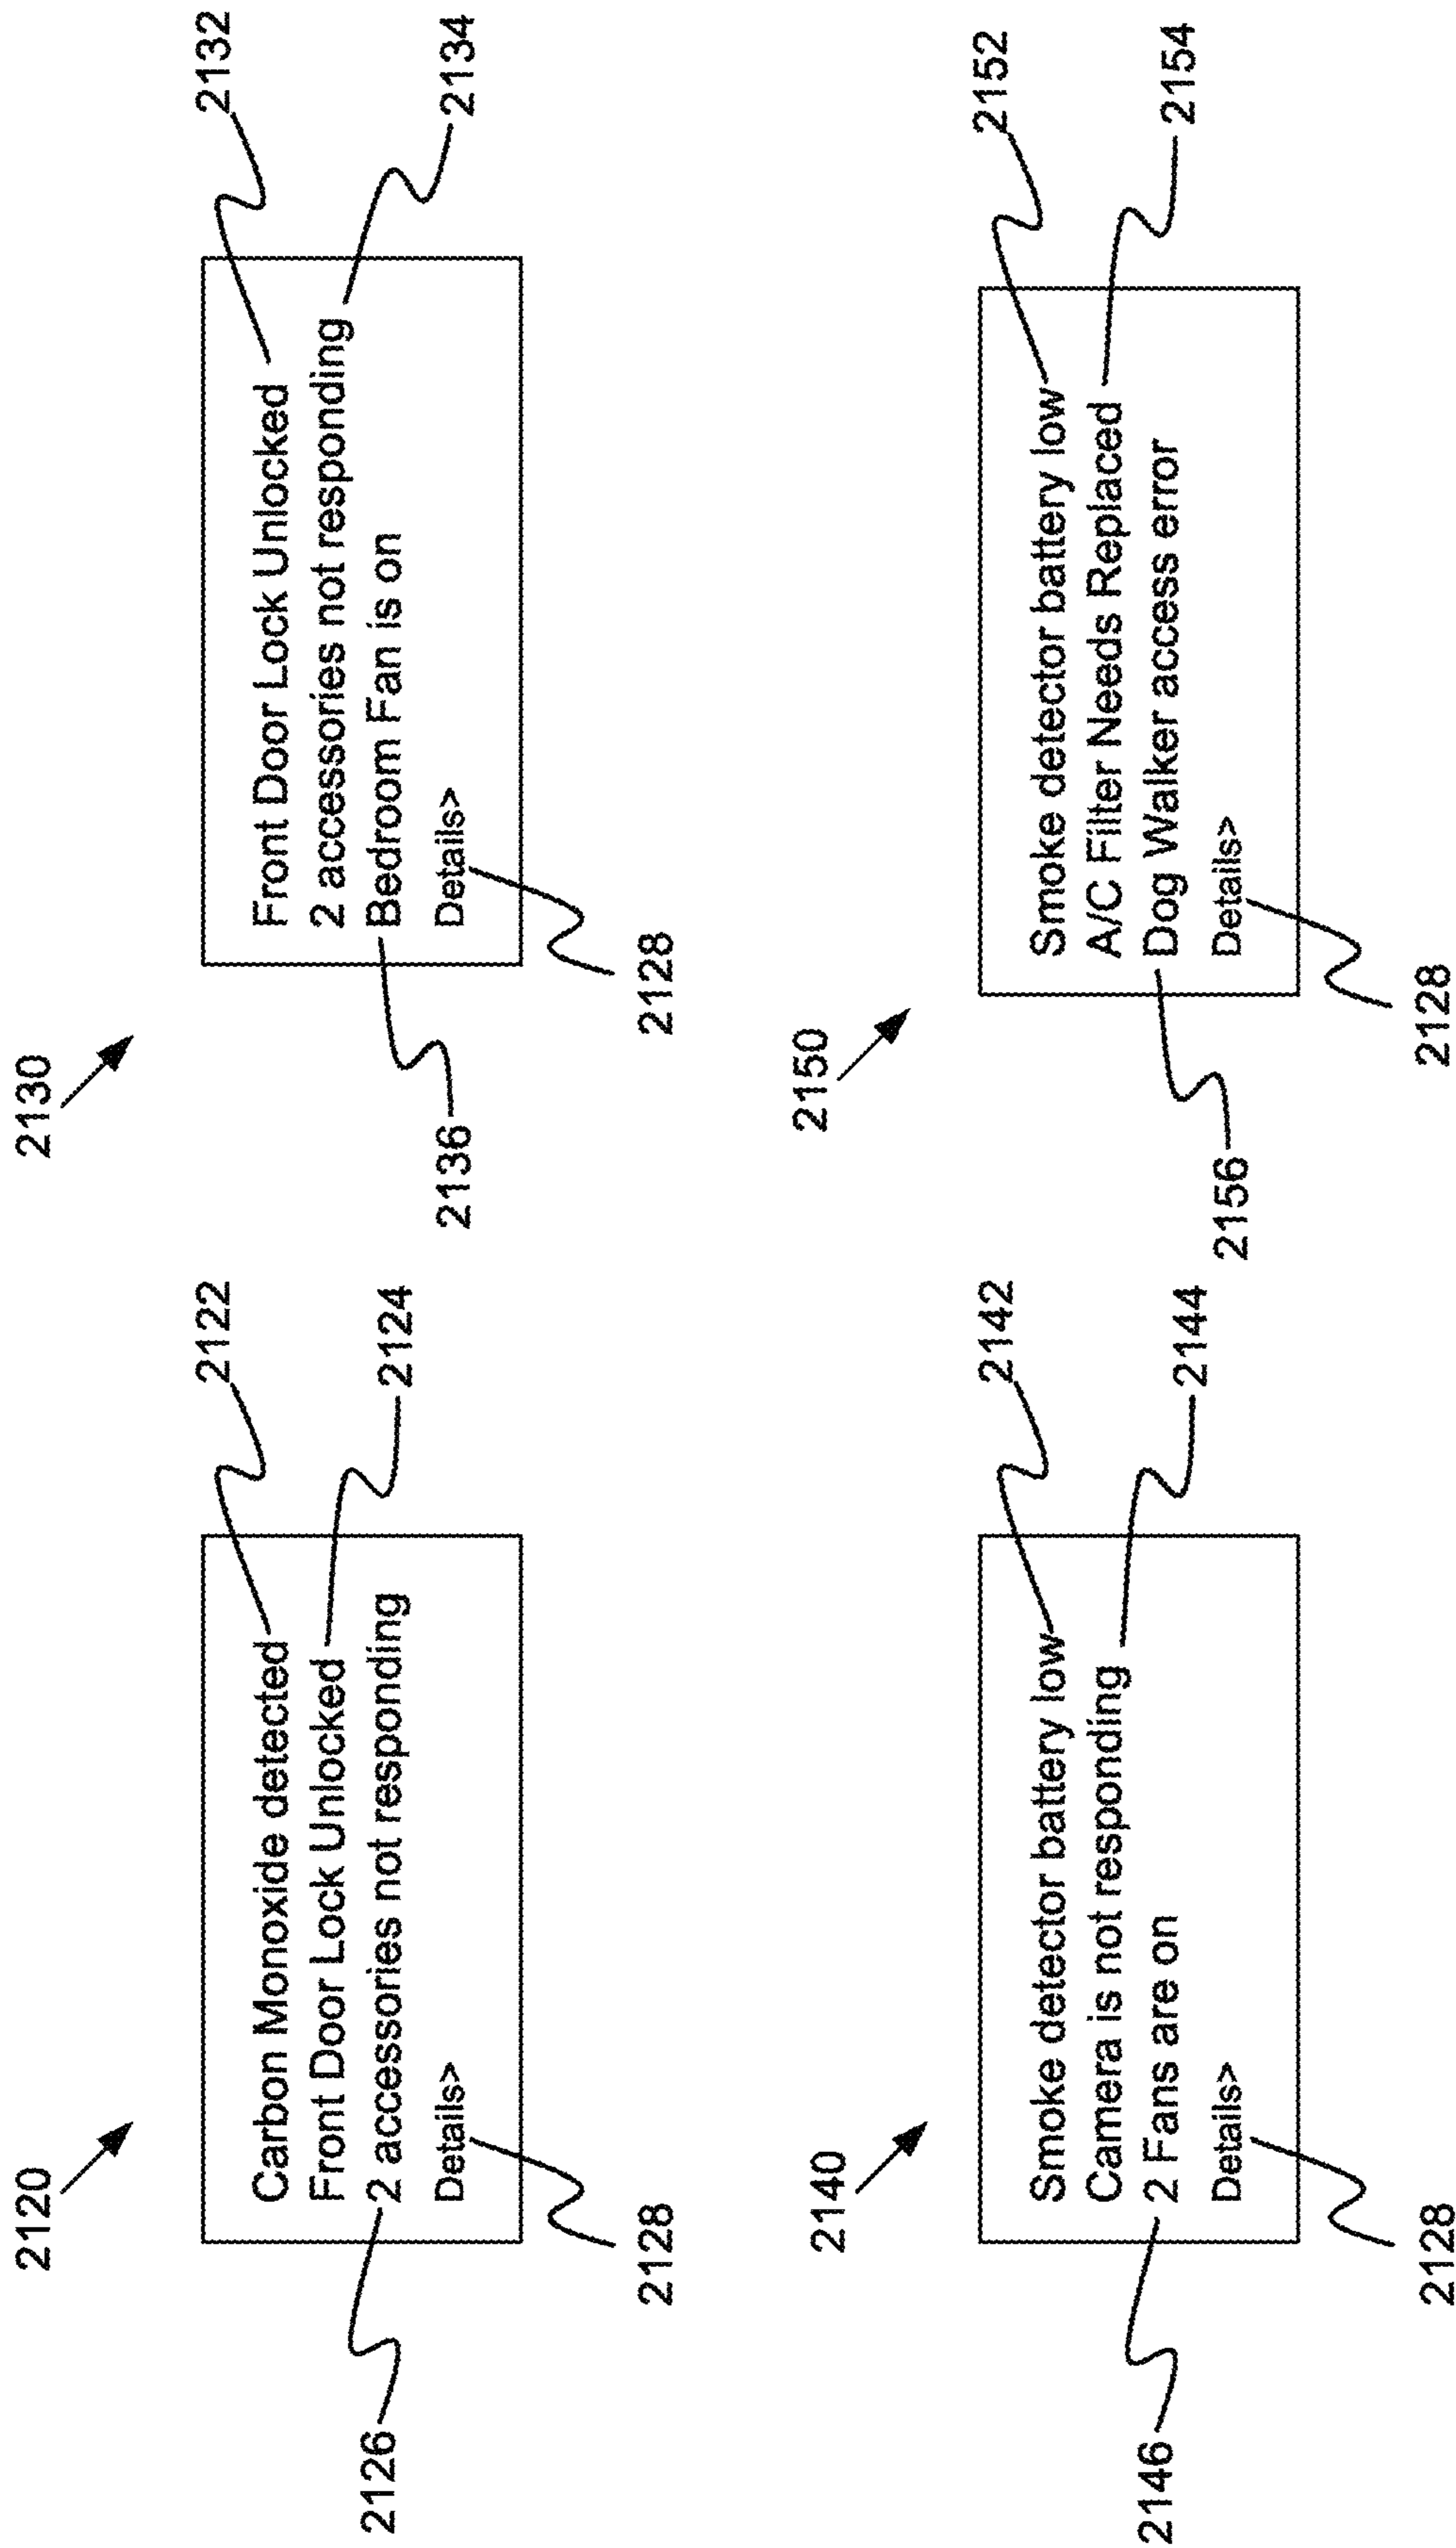 2120
2122
Carbon Monoxide detected
Front Door Lock Unlocked
2124
2 accessories not responding
2126
Details>
2128
2130
2132
Front Door Lock Unlocked
2 accessories not responding
2134
Bedroom Fan is on
2136
Details>
2128
2140
2142
Smoke detector battery low
Camera is not responding
2144
2 Fans are on
2146
Details>
2128
2150
2152
Smoke detector battery low
A/C Filter Needs Replaced
2154
Dog Walker access error
2156
Details>
2128